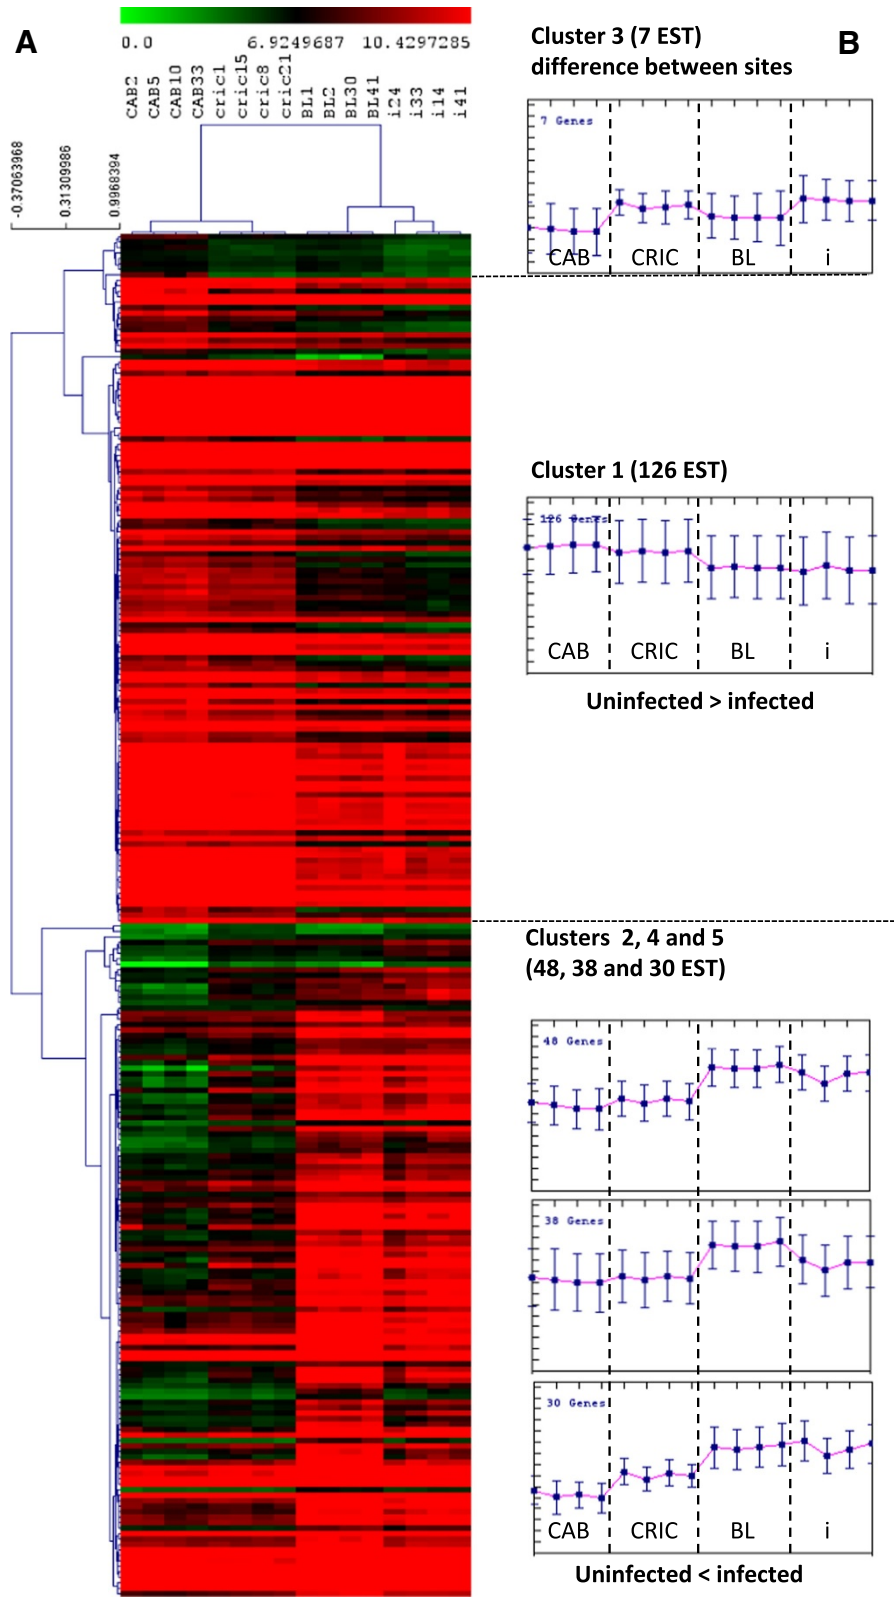 A
0.0 6.9249687 10.4297285
CAB2 CAB5 CAB10 CAB33 cric1 cric15 cric8 cric21 BL1 BL2 BL30 BL41 i24 i33 i14 i41
-0.37063968 0.31309986 0.9968394
B
Cluster 3 (7 EST)
difference between sites
7 Genes
CAB CRIC BL i
Cluster 1 (126 EST)
126 Genes
CAB CRIC BL i
Uninfected > infected
Clusters 2, 4 and 5
(48, 38 and 30 EST)
48 Genes
38 Genes
30 Genes
CAB CRIC BL i
Uninfected < infected